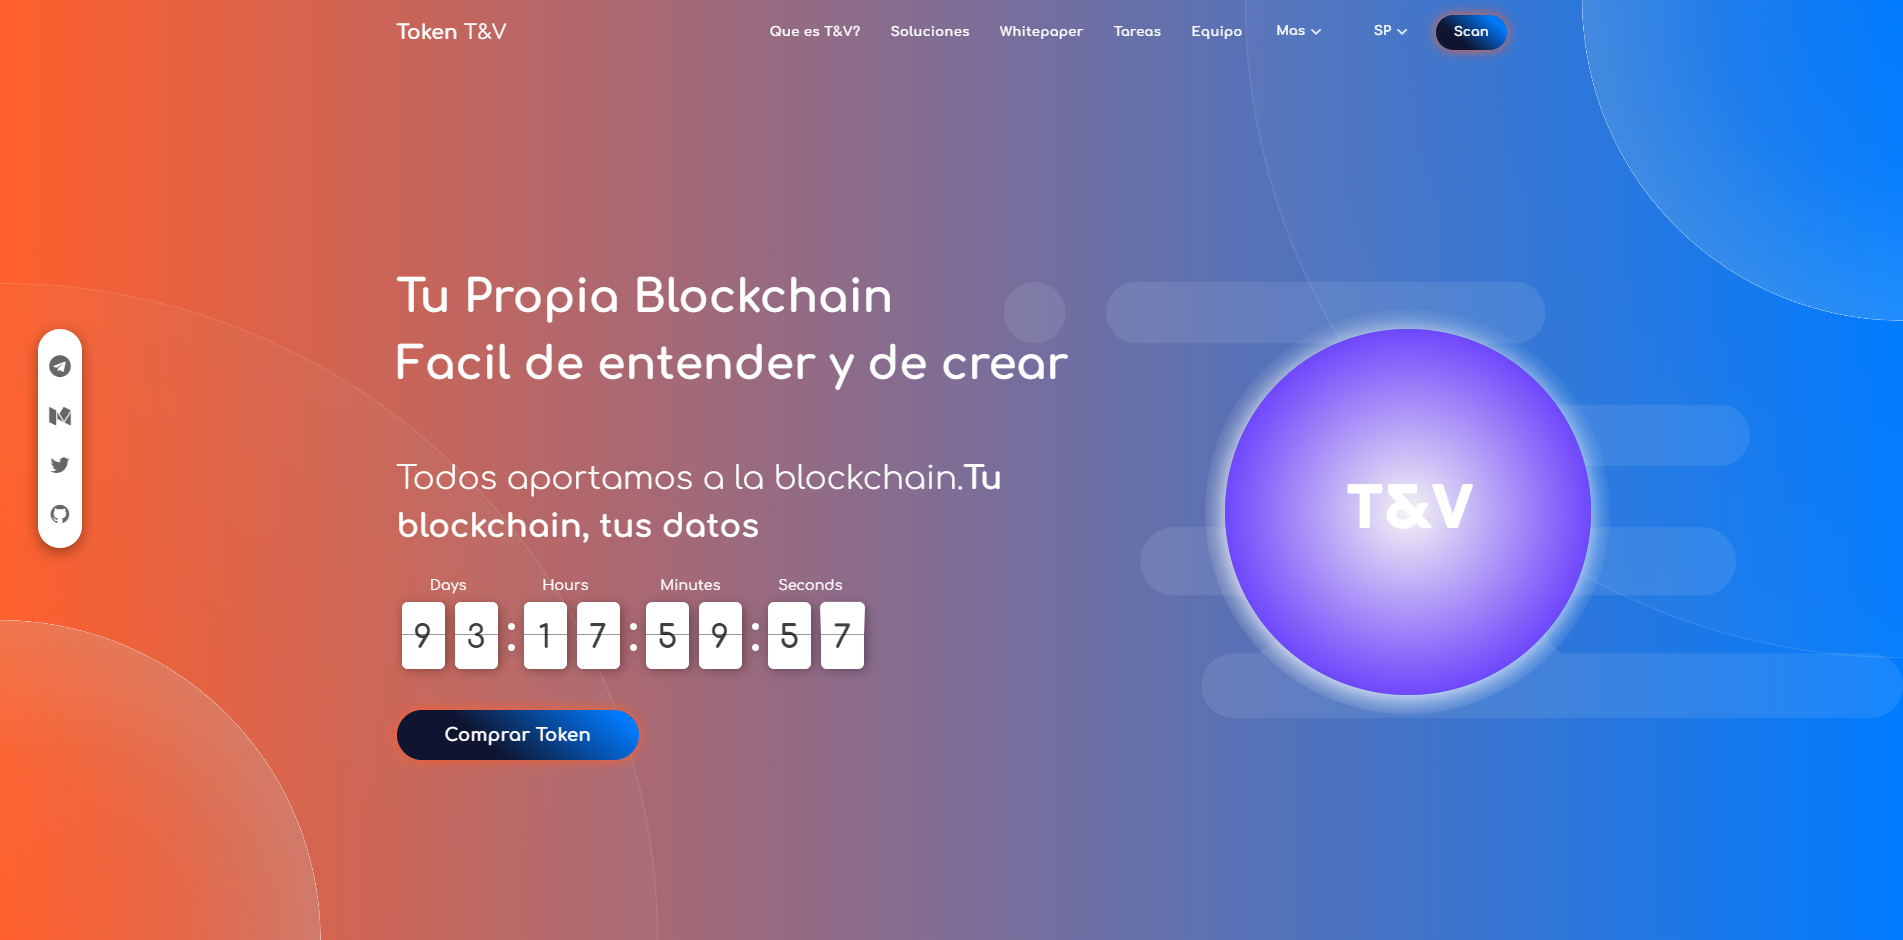 Token T&V
Que es T&V? Soluciones Whitepaper Tareas Equipo Mas SP Scan
Tu Propia Blockchain
Facil de entender y de crear
Todos aportamos a la blockchain.Tu
blockchain, tus datos
T&V
Days Hours Minutes Seconds
9 3 : 1 7 : 5 9 : 5 7
Comprar Token